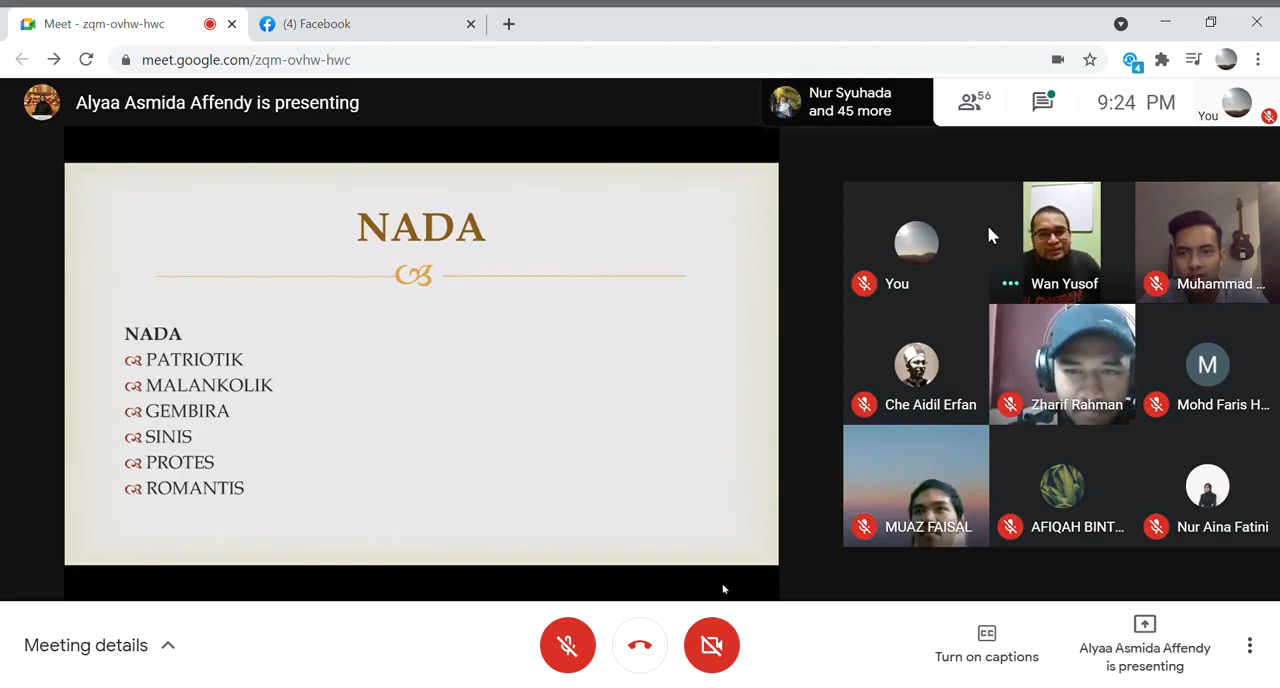 Meet - zqm-ovhw-hwc
(4) Facebook
meet.google.com/zqm-ovhw-hwc
4
Alyaa Asmida Affendy is presenting
Nur Syuhada
and 45 more
56
9:24 PM
You
NADA
NADA
PATRIOTIK
MALANKOLIK
GEMBIRA
SINIS
PROTES
ROMANTIS
You
Wan Yusof
Muhammad ...
Che Aidil Erfan
Zharif Rahman
M
Mohd Faris H...
MUAZ FAISAL
AFIQAH BINT...
Nur Aina Fatini
Meeting details
CC
Turn on captions
Alyaa Asmida Affendy
is presenting